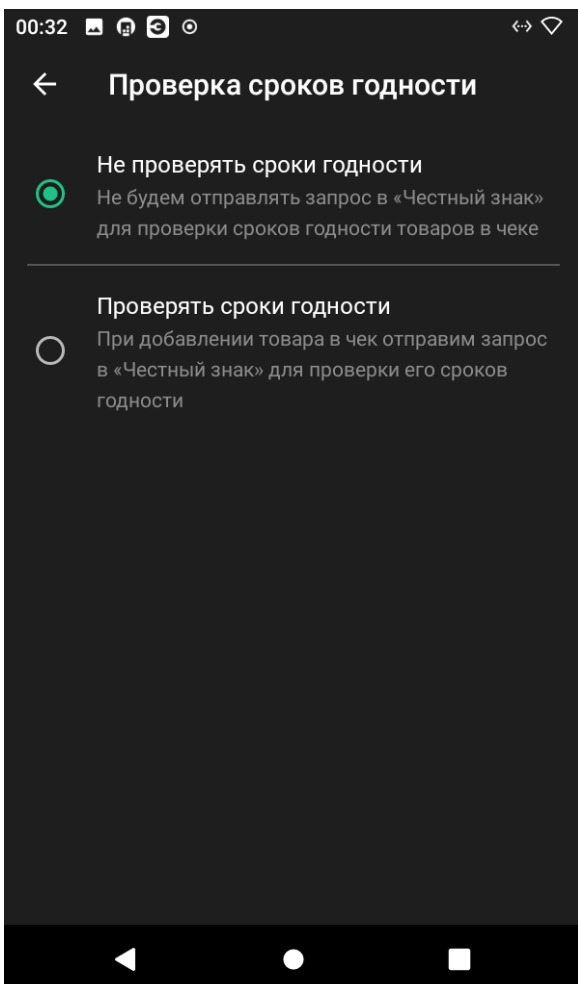 00:32
Проверка сроков годности
Не проверять сроки годности
Не будем отправлять запрос в «Честный знак»
для проверки сроков годности товаров в чеке
Проверять сроки годности
При добавлении товара в чек отправим запрос
в «Честный знак» для проверки его сроков
годности